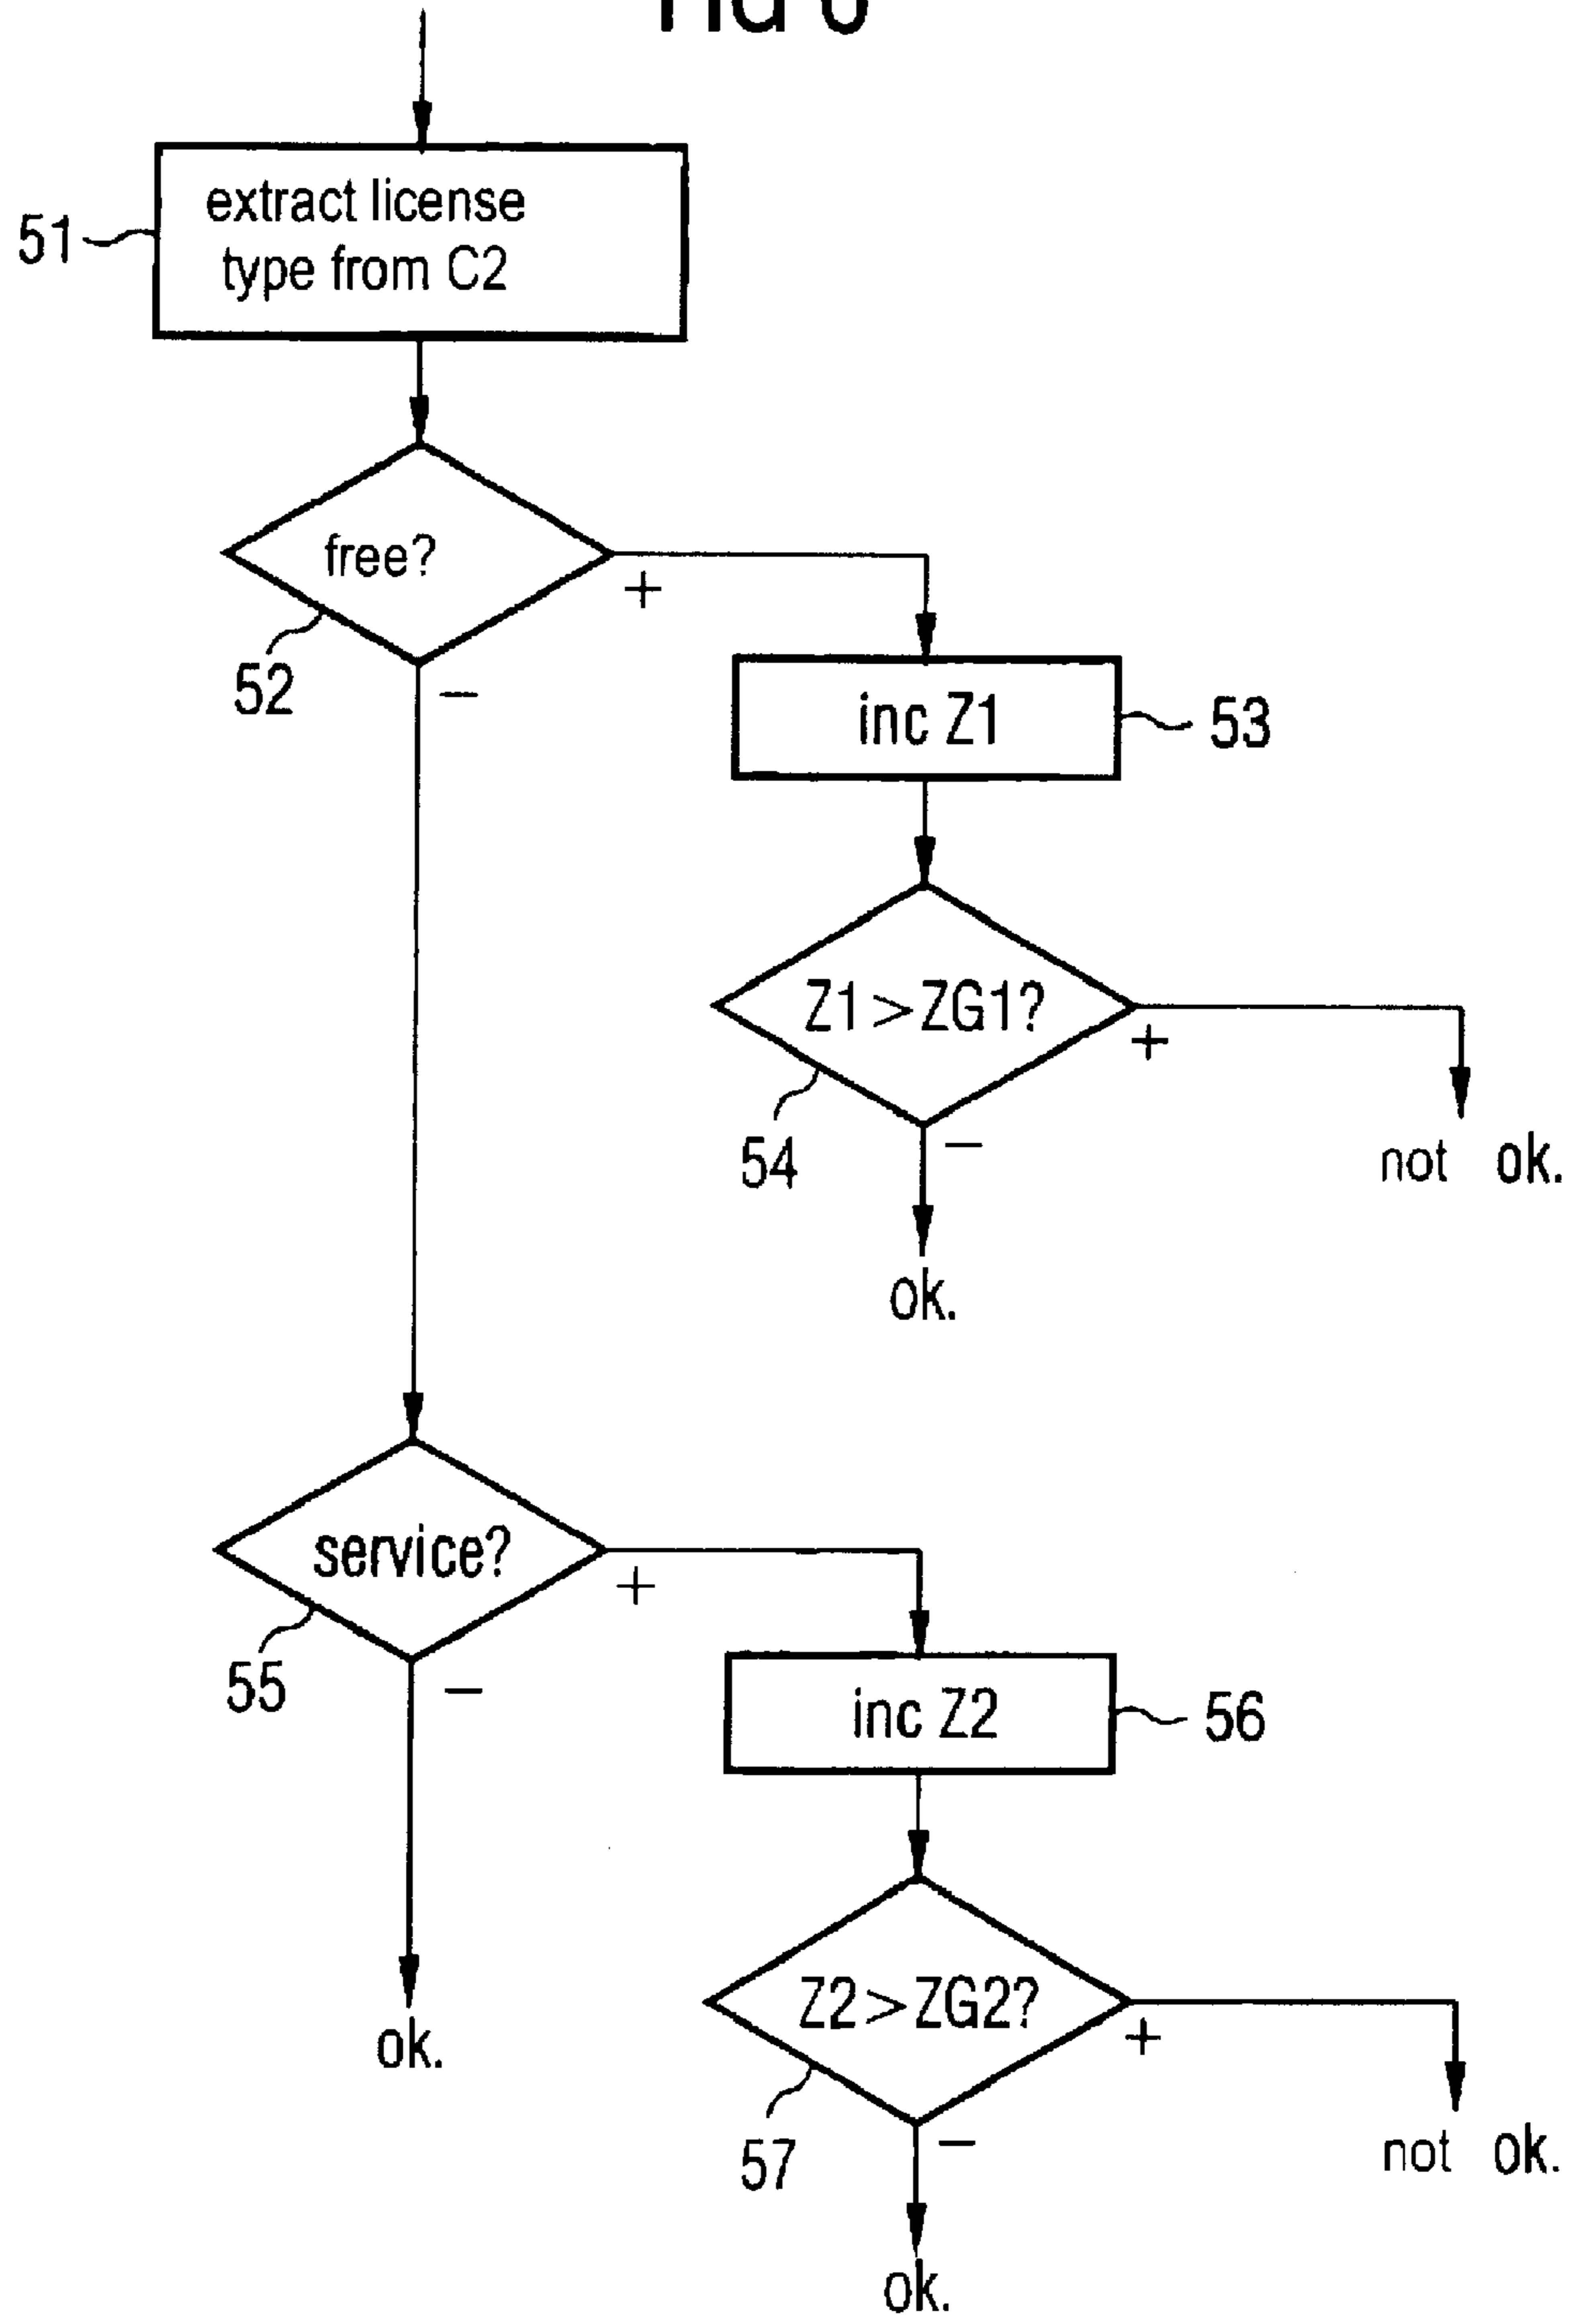 51
extract license
type from C2
free?
+
52
−
inc Z1
53
Z1>ZG1?
+
54
−
not ok.
ok.
service?
+
55
−
inc Z2
56
ok.
Z2>ZG2?
+
57
−
not ok.
ok.